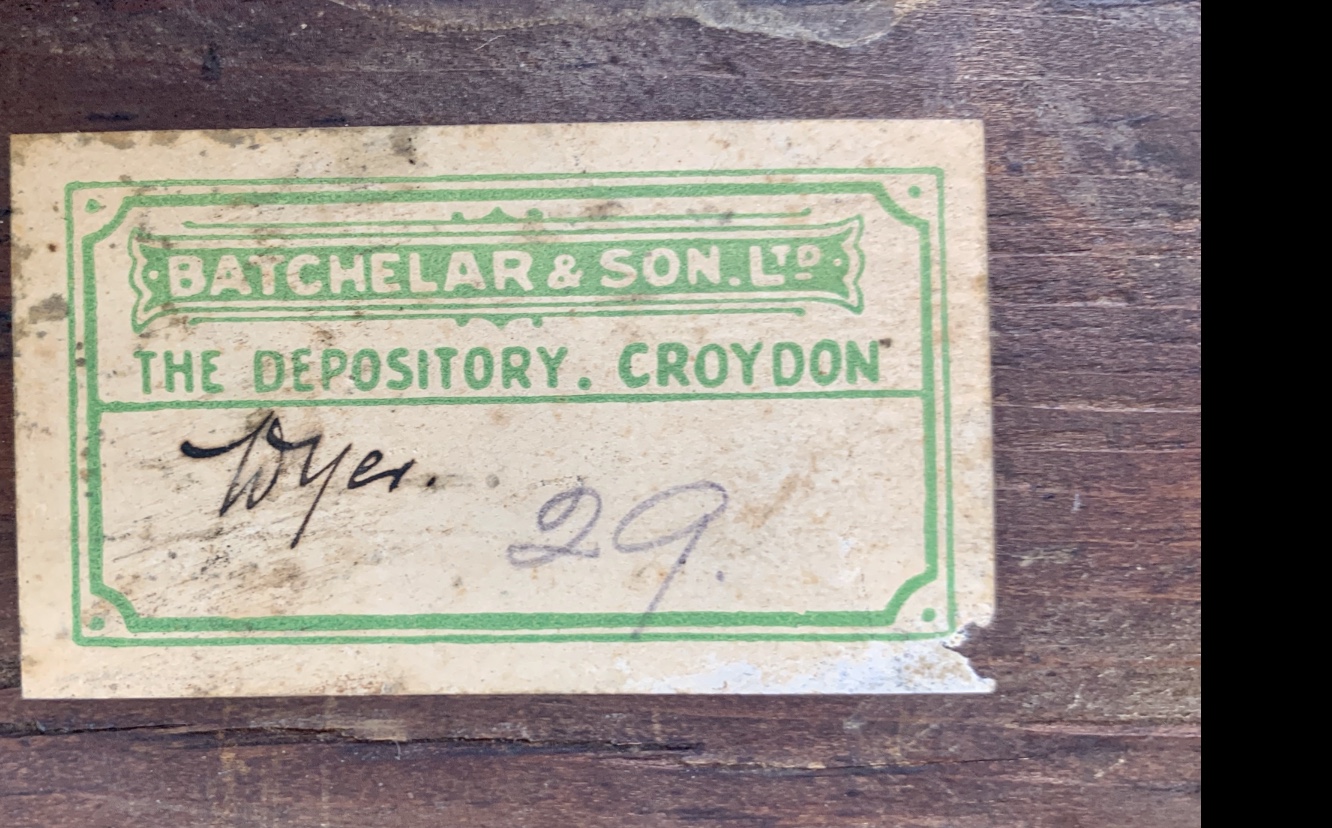 BATCHELAR & SON. LTD
THE DEPOSITORY. CROYDON
Dyer.
29.